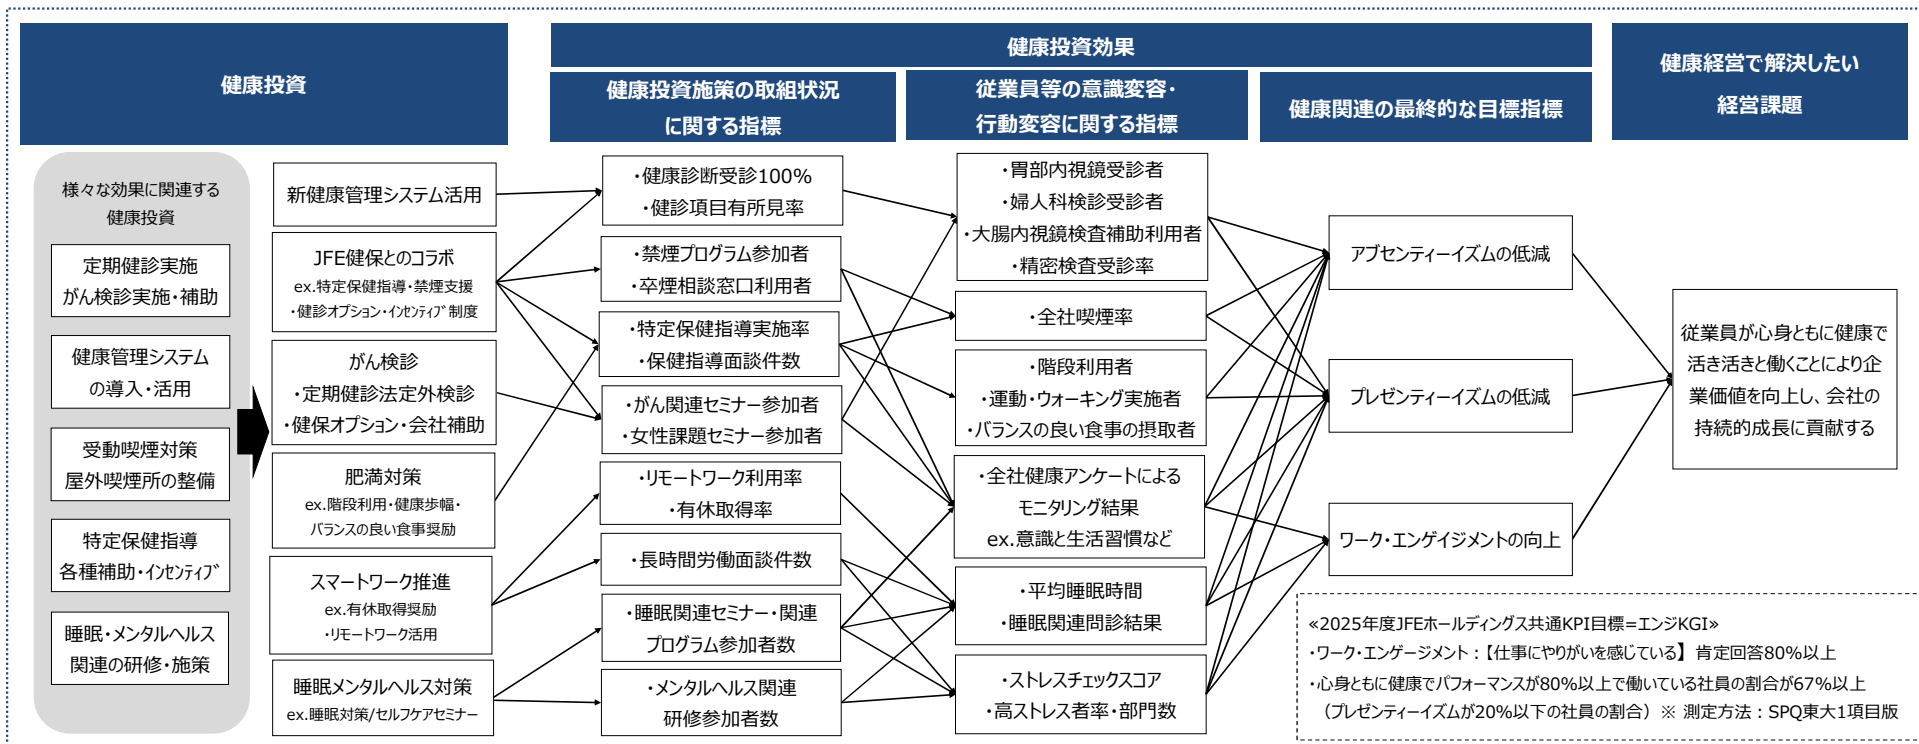 健康投資
健康投資効果
健康投資施策の取組状況
に関する指標
従業員等の意識変容・
行動変容に関する指標
健康関連の最終的な目標指標
健康経営で解決したい
経営課題
様々な効果に関連する
健康投資
定期健診実施
がん検診実施・補助
健康管理システム
の導入・活用
受動喫煙対策
屋外喫煙所の整備
特定保健指導
各種補助・インセンティブ
睡眠・メンタルヘルス
関連の研修・施策
新健康管理システム活用
JFE健保とのコラボ
ex.特定保健指導・禁煙支援
・健診オプション・インセンティブ制度
がん検診
・定期健診法定外検診
・健保オプション・会社補助
肥満対策
ex.階段利用・健康歩幅・
バランスの良い食事奨励
スマートワーク推進
ex.有休取得奨励
・リモートワーク活用
睡眠メンタルヘルス対策
ex.睡眠対策/セルフケアセミナー
・健康診断受診100%
・健診項目有所見率
・禁煙プログラム参加者
・卒煙相談窓口利用者
・特定保健指導実施率
・保健指導面談件数
・がん関連セミナー参加者
・女性課題セミナー参加者
・リモートワーク利用率
・有休取得率
・長時間労働面談件数
・睡眠関連セミナー・関連
プログラム参加者数
・メンタルヘルス関連
研修参加者数
・胃部内視鏡受診者
・婦人科検診受診者
・大腸内視鏡検査補助利用者
・精密検査受診率
・全社喫煙率
・階段利用者
・運動・ウォーキング実施者
・バランスの良い食事の摂取者
・全社健康アンケートによる
モニタリング結果
ex.意識と生活習慣など
・平均睡眠時間
・睡眠関連問診結果
・ストレスチェックスコア
・高ストレス者率・部門数
アブセンティーイズムの低減
プレゼンティーイズムの低減
ワーク・エンゲイジメントの向上
従業員が心身ともに健康で
活き活きと働くことにより企
業価値を向上し、会社の
持続的成長に貢献する
«2025年度JFEホールディングス共通KPI目標=エンジKGI»
・ワーク・エンゲージメント：【仕事にやりがいを感じている】 肯定回答80%以上
・心身ともに健康でパフォーマンスが80%以上で働いている社員の割合が67%以上
（プレゼンティーイズムが20%以下の社員の割合）※ 測定方法：SPQ東大1項目版